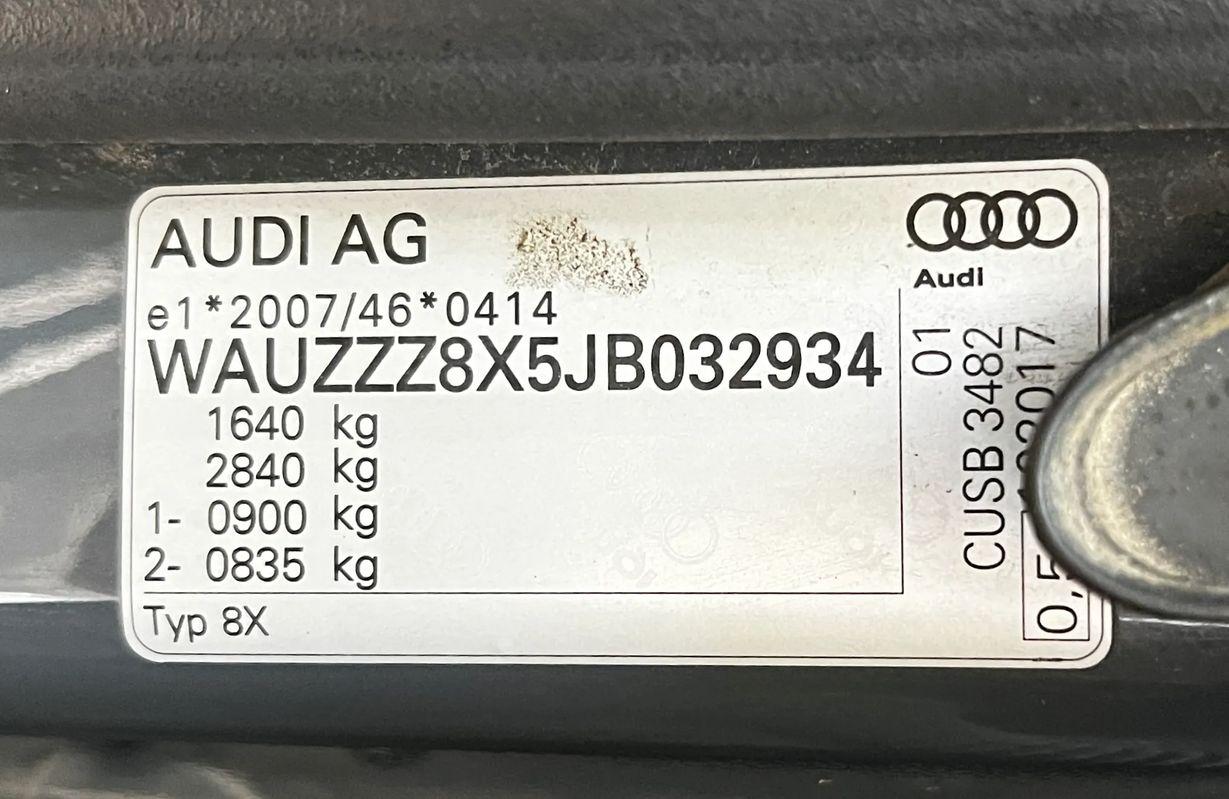 AUDI AG
e1*2007/46*0414
WAUZZZ8X5JB032934
1640 kg
2840 kg
1- 0900 kg
2- 0835 kg
Typ 8X
Audi
01
CUSB 3482